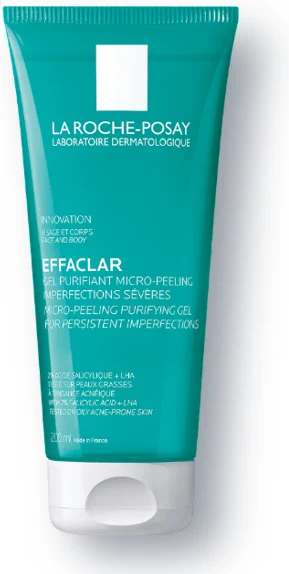 LA ROCHE-POSAY
LABORATOIRE DERMATOLOGIQUE
INNOVATION
VISAGE ET CORPS
FACE AND BODY
EFFACLAR
GEL PURIFIANT MICRO-PEELING
IMPERFECTIONS SÉVÈRES
MICRO-PEELING PURIFYING GEL
FOR PERSISTENT IMPERFECTIONS
2% ACIDE SALICYLIQUE + LHA
TESTÉ SUR PEAUX GRASSES
À TENDANCE ACNÉIQUE
WITH 2% SALICYLIC ACID + LHA
TESTED ON OILY ACNE-PRONE SKIN
200 ml Made in France